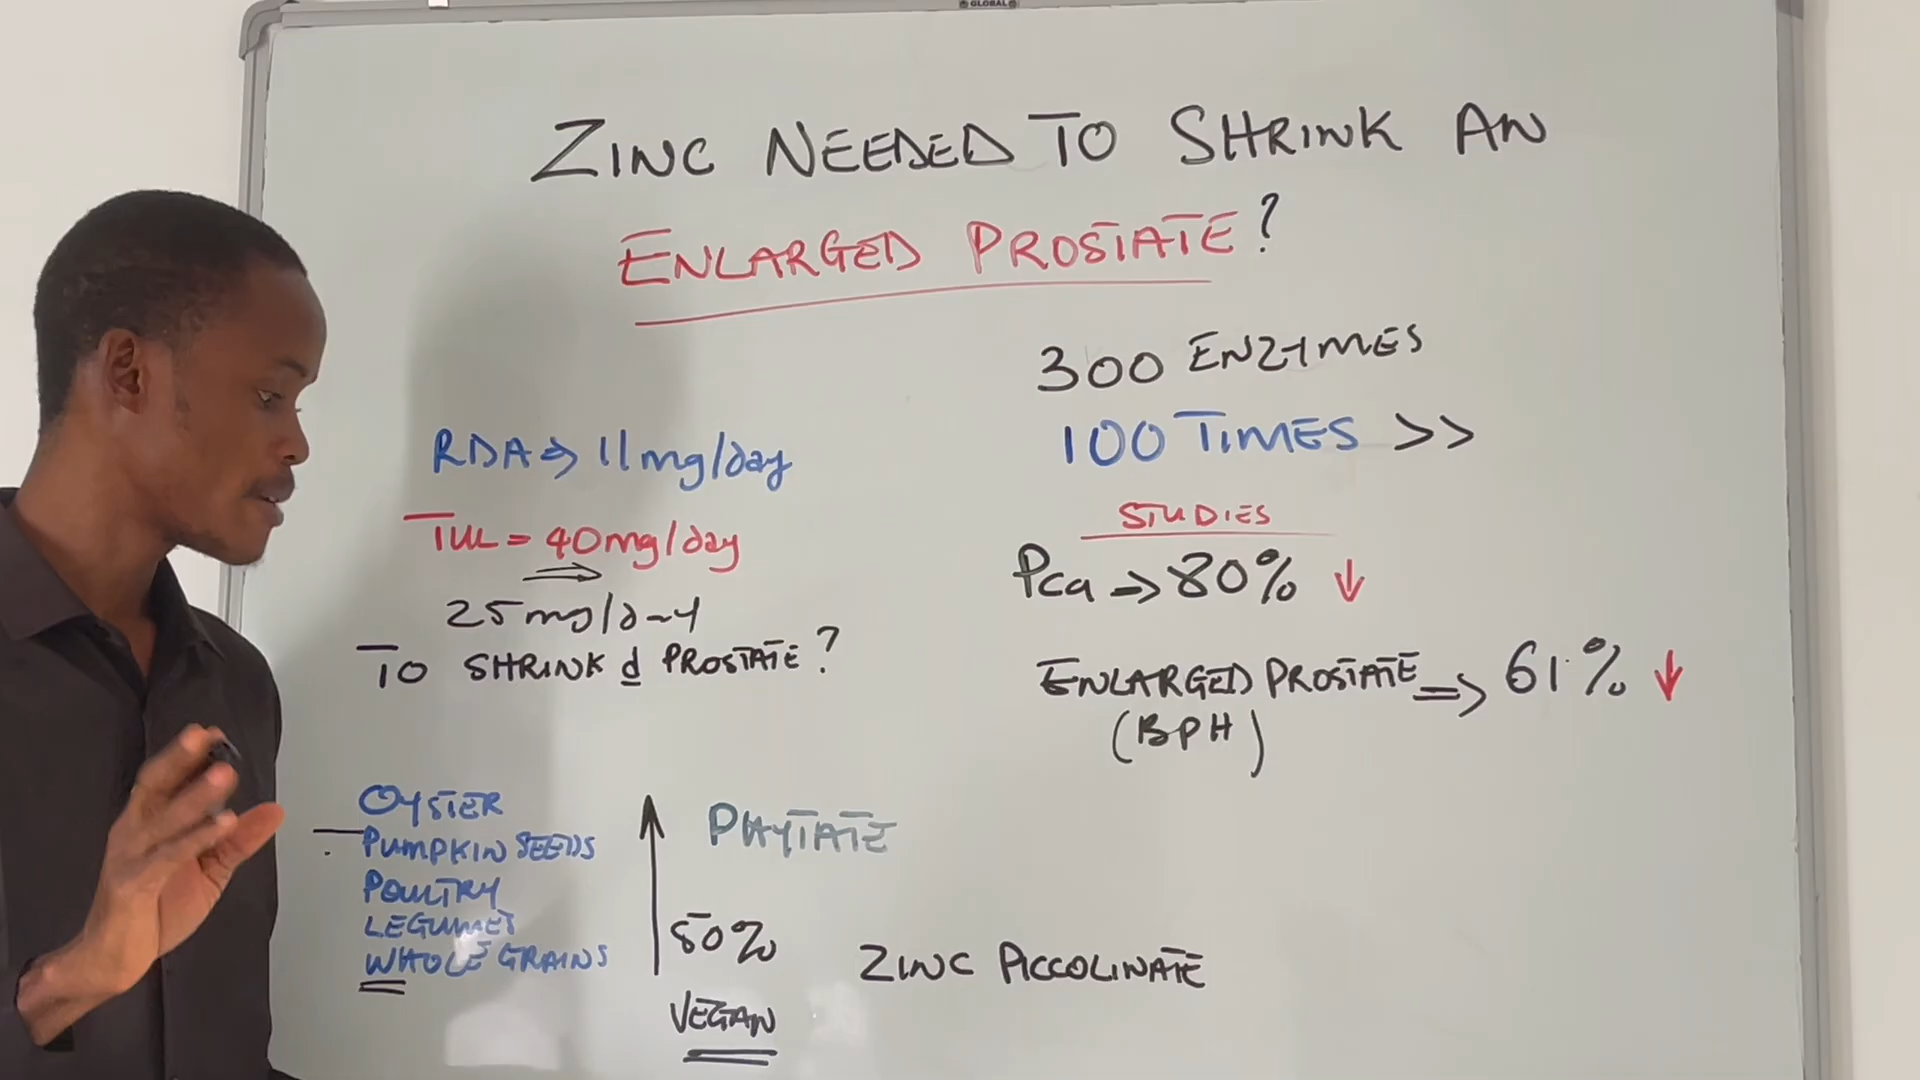 GLOBAL
ZINC NEEDED TO SHRINK AN
ENLARGED PROSTATE?
300 ENZYMES
100 TIMES >>
RDA => 11mg/day
TUL = 40mg/day
25mg/day
TO SHRINK d PROSTATE?
STUDIES
Pca => 80% ↓
ENLARGED PROSTATE => 61% ↓
(BPH)
OYSTER
PUMPKIN SEEDS
POULTRY
LEGUMES
WHOLE GRAINS
PHYTATE
50%
VEGAN
ZINC PICCOLINATE